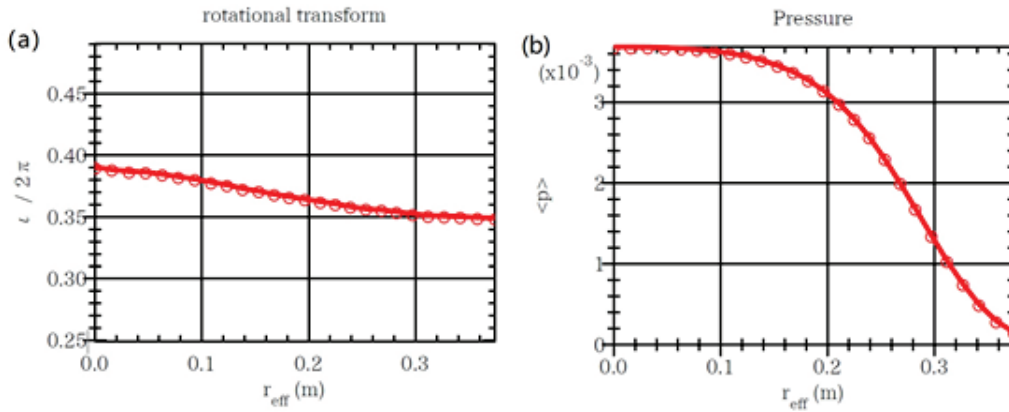 rotational transform
(a)
ι / 2 π
0.45
0.40
0.35
0.30
0.25
0.0
0.1
0.2
0.3
r_eff (m)
Pressure
(b)
(x10⁻³)
<p>
3
2
1
0
0.0
0.1
0.2
0.3
r_eff (m)